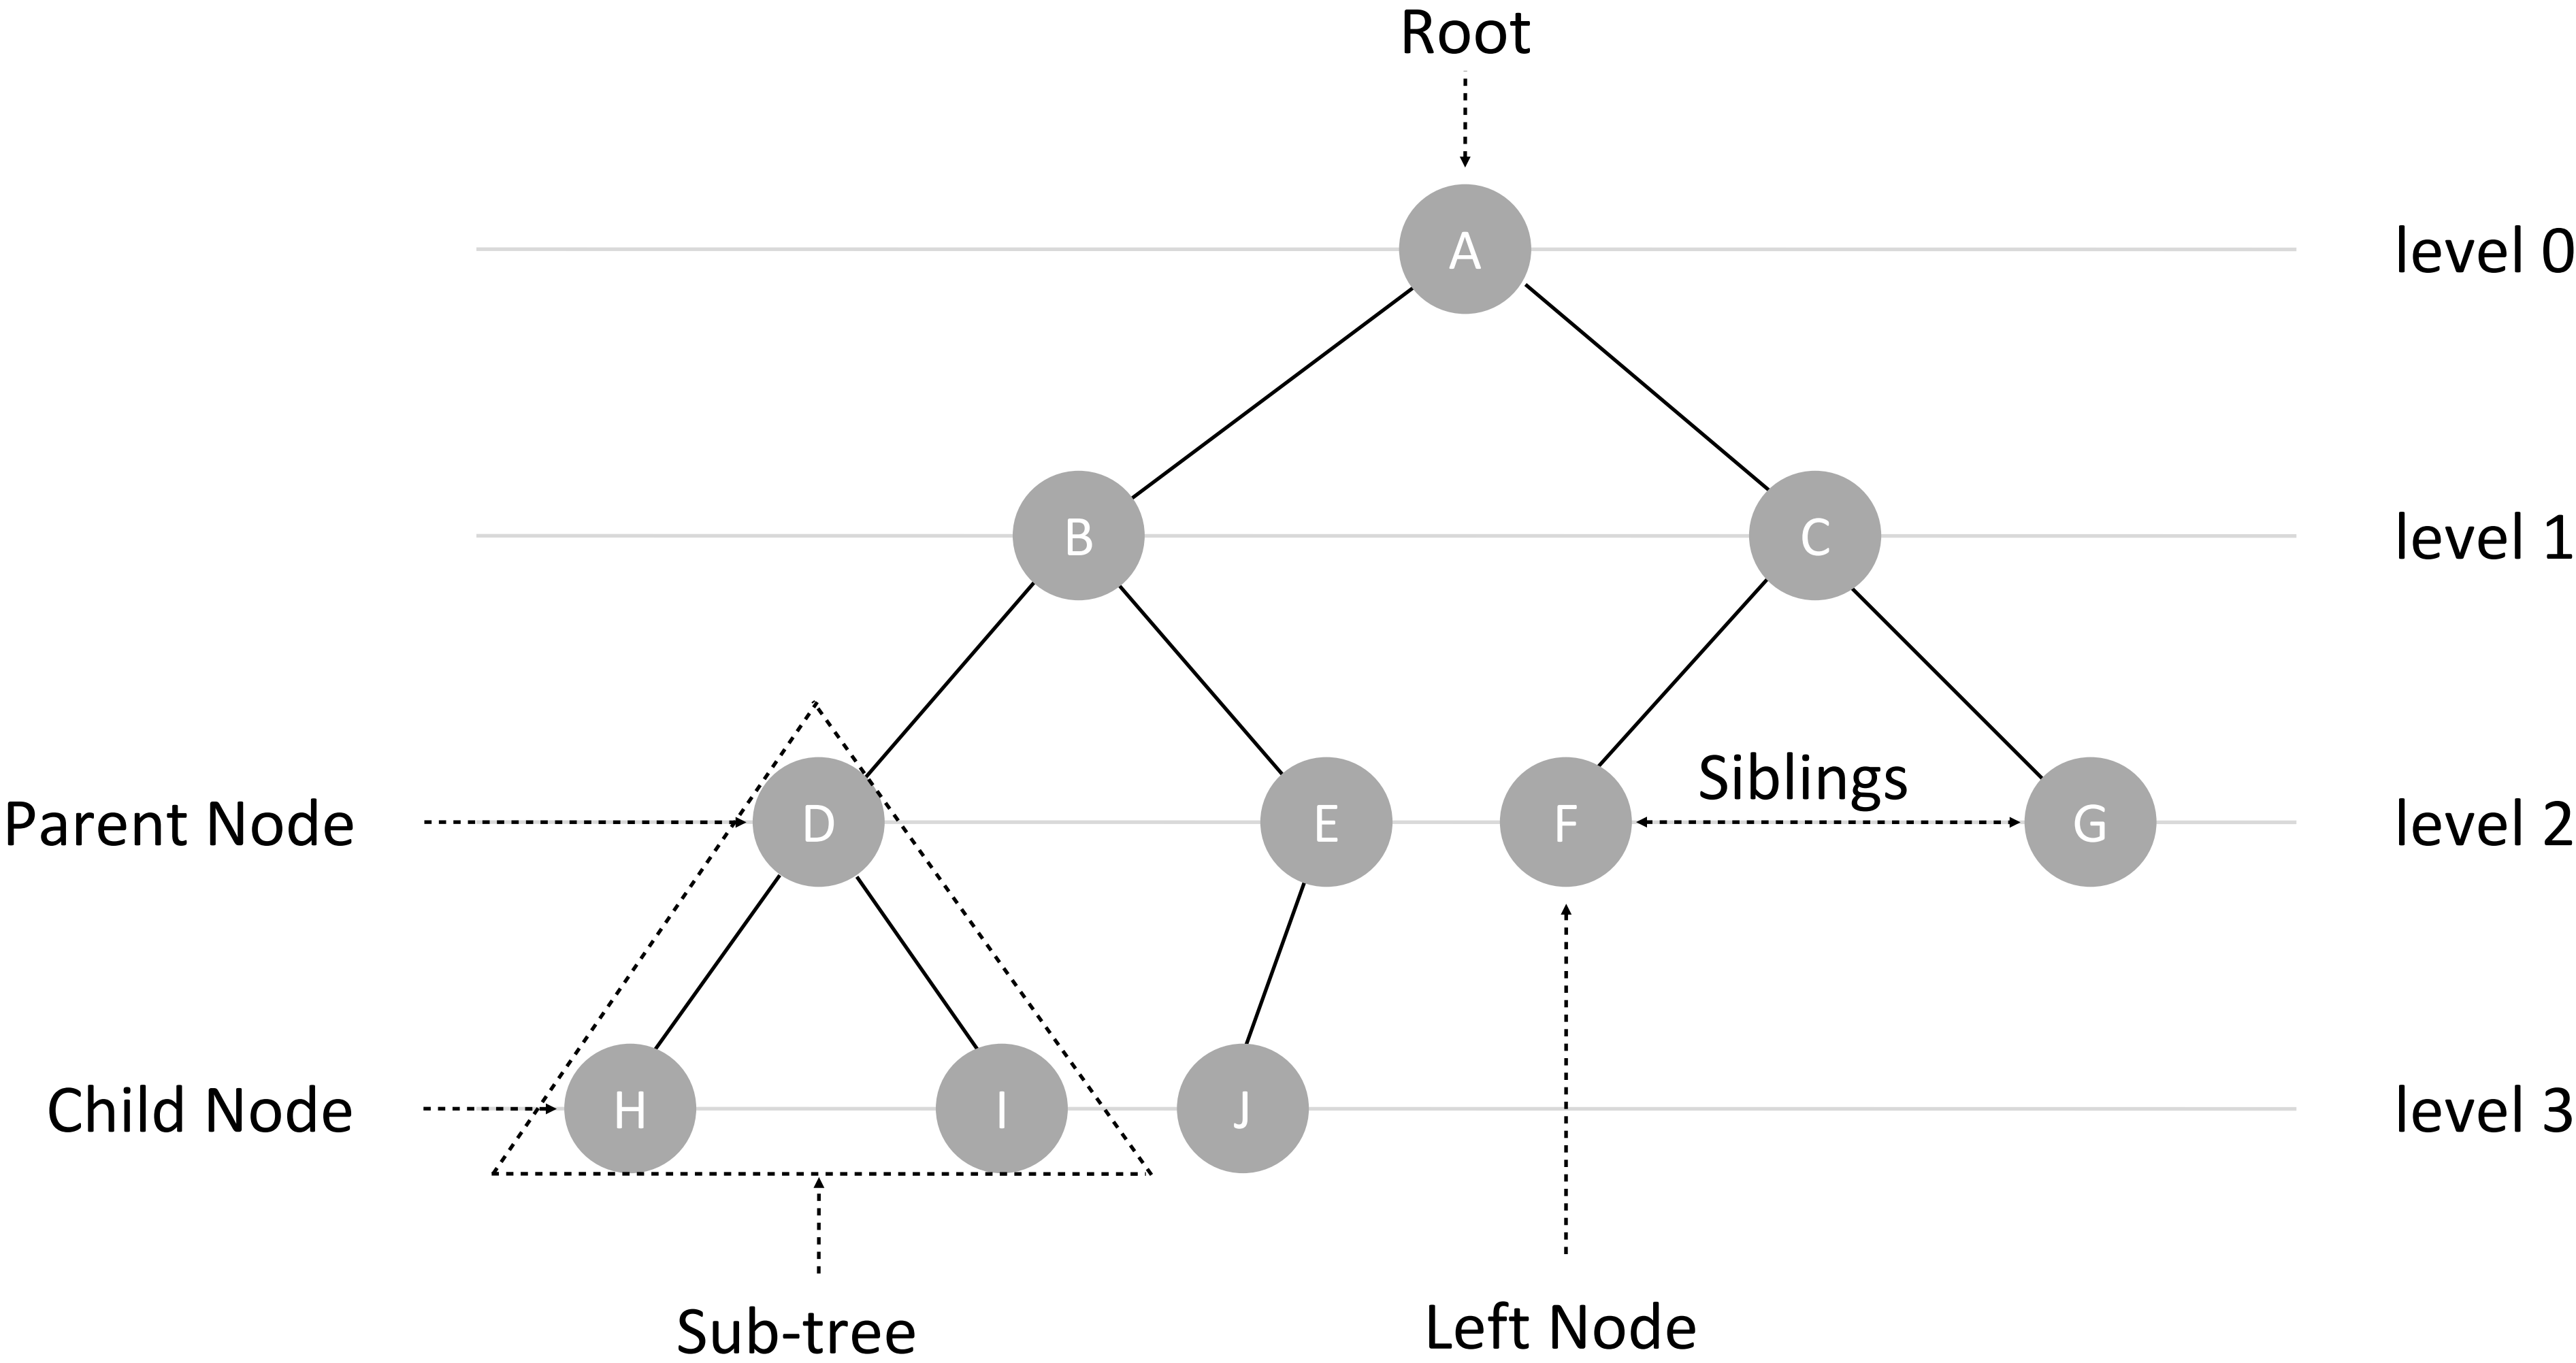 Root
A
level 0
B
C
level 1
Siblings
Parent Node
D
E
F
G
level 2
Child Node
H
I
J
level 3
Sub-tree
Left Node